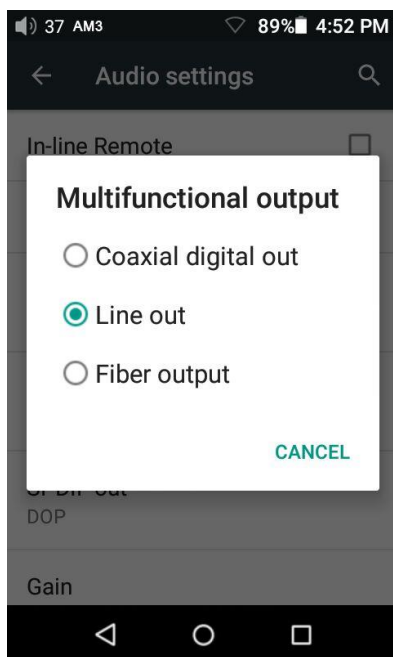 37 AM3 89% 4:52 PM
Audio settings
In-line Remote
Multifunctional output
Coaxial digital out
Line out
Fiber output
CANCEL
out
DOP
Gain